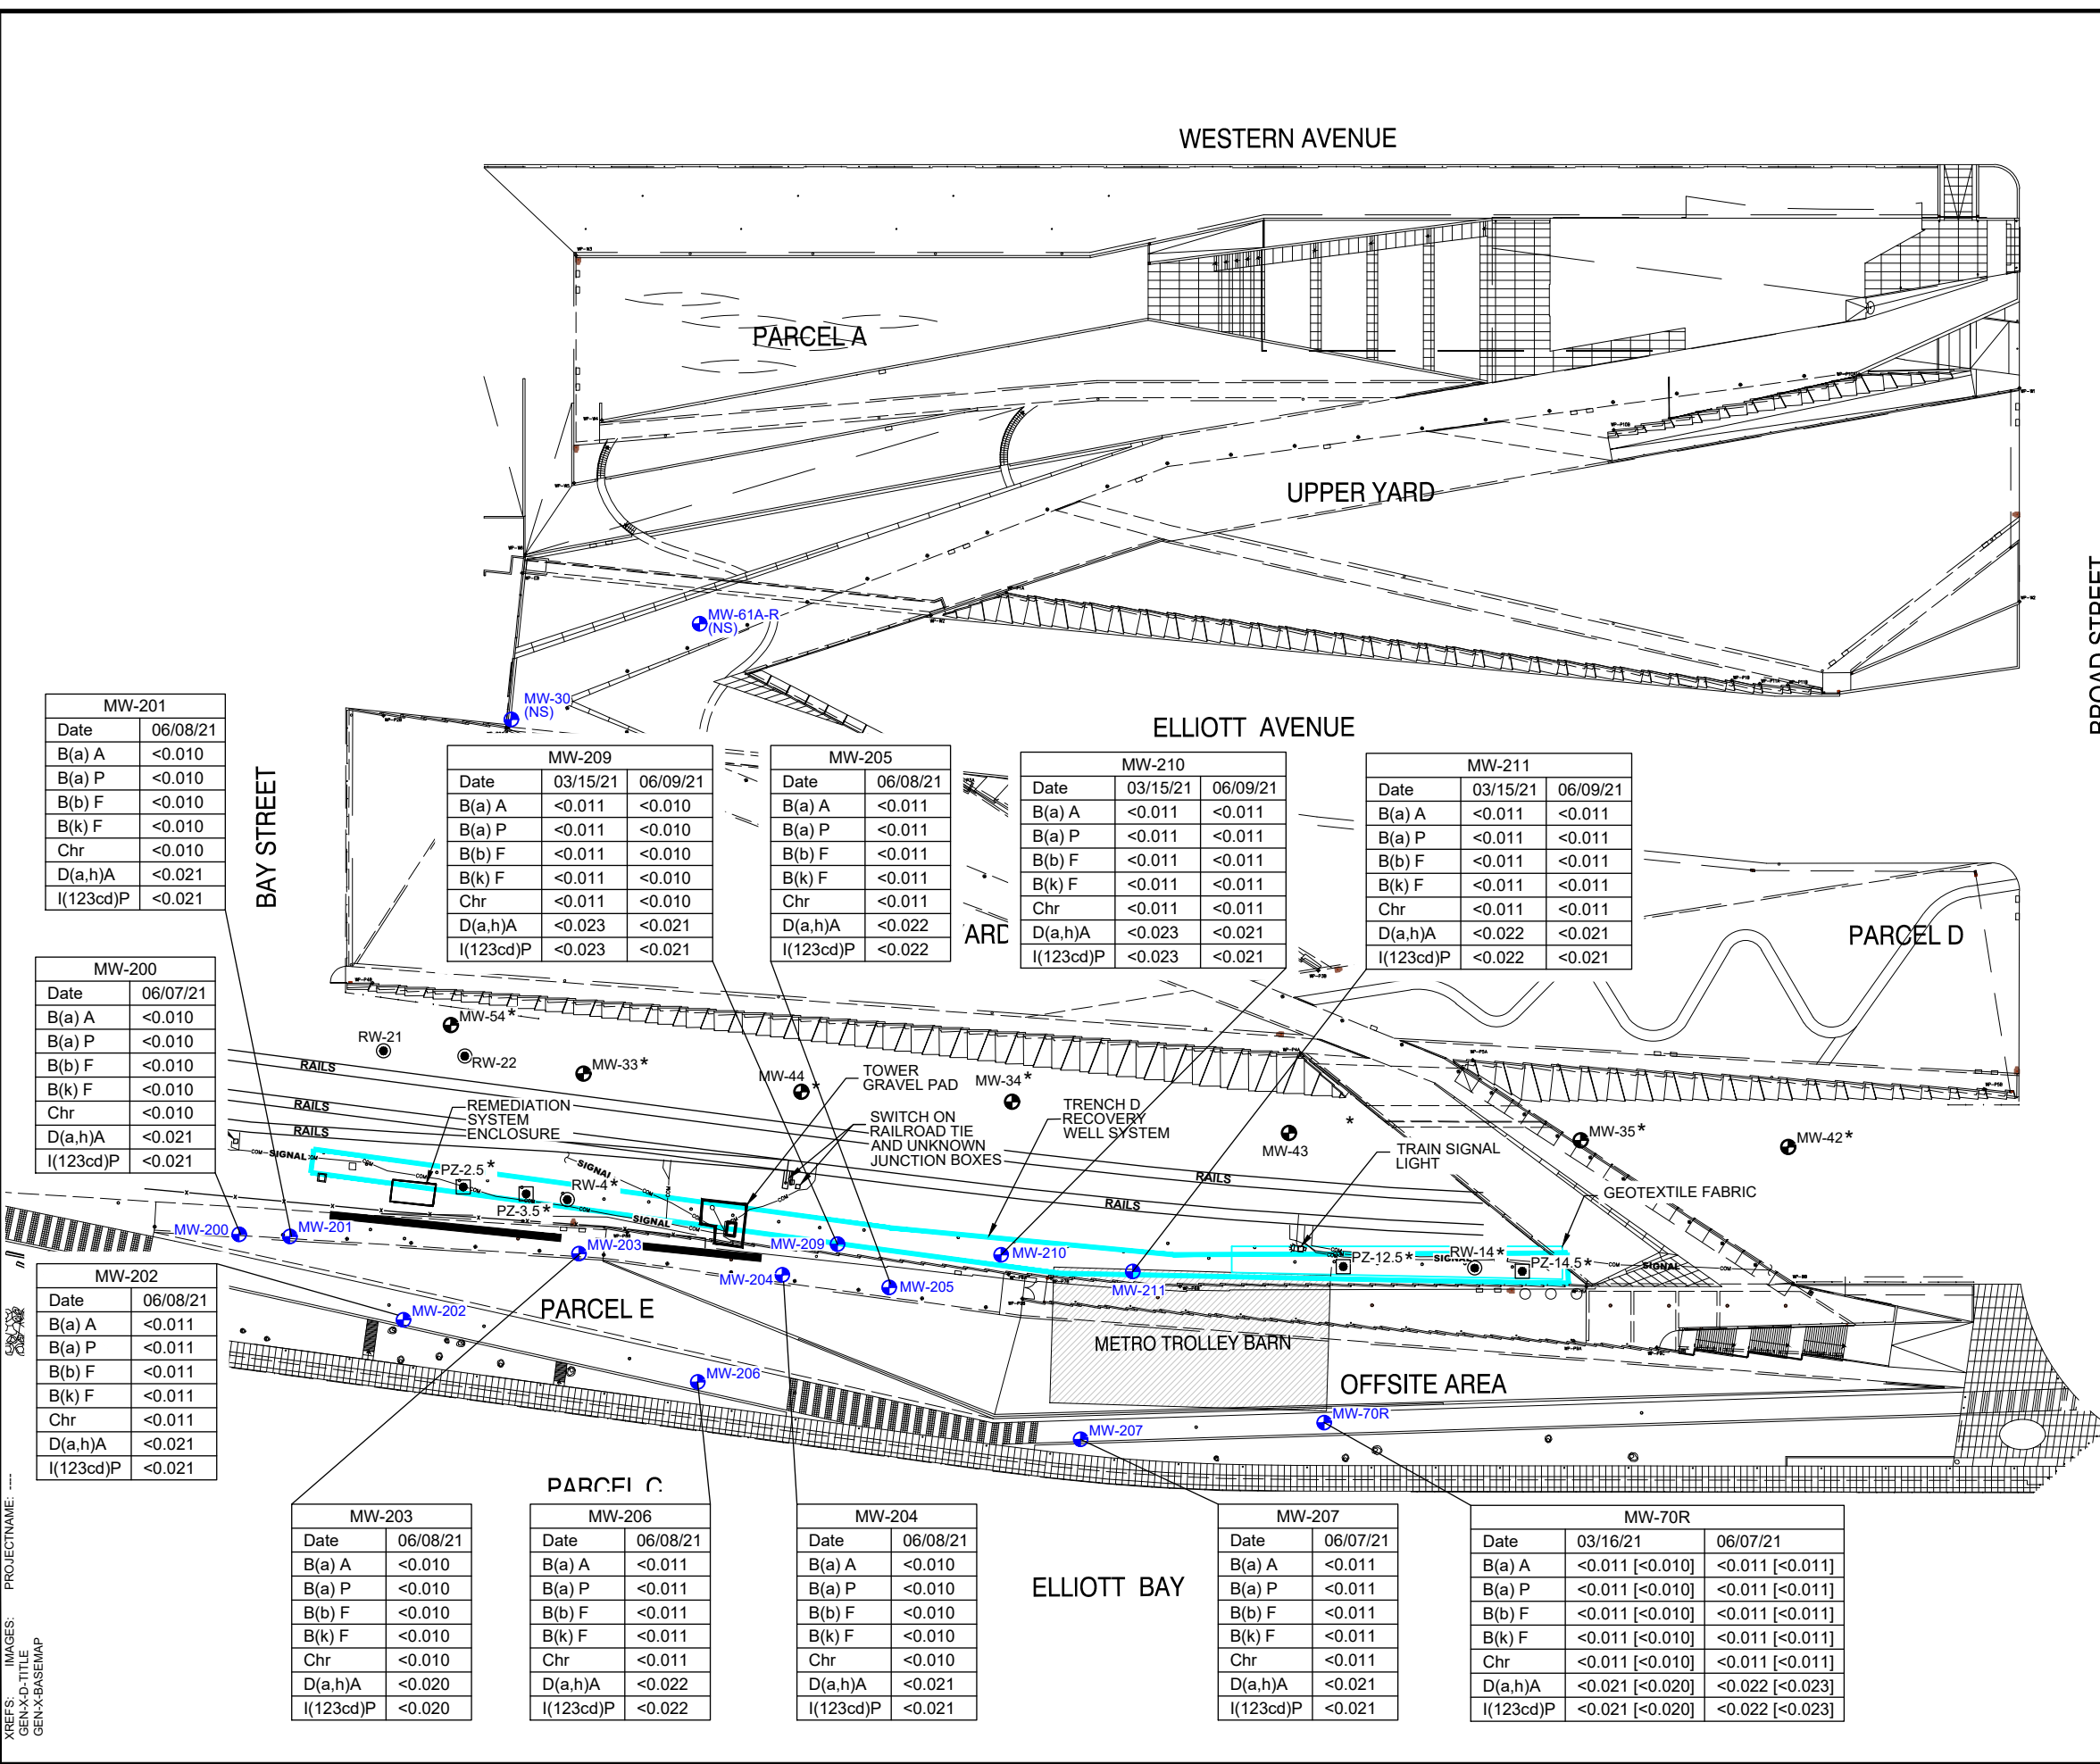 WESTERN AVENUE
PARCEL A
UPPER YARD
BROAD STREET
MW-61A-R
(NS)
MW-30
(NS)
ELLIOTT AVENUE
BAY STREET
MW-201
Date 06/08/21
B(a) A <0.010
B(a) P <0.010
B(b) F <0.010
B(k) F <0.010
Chr <0.010
D(a,h)A <0.021
I(123cd)P <0.021
MW-209
Date 03/15/21 06/09/21
B(a) A <0.011 <0.010
B(a) P <0.011 <0.010
B(b) F <0.011 <0.010
B(k) F <0.011 <0.010
Chr <0.011 <0.010
D(a,h)A <0.023 <0.021
I(123cd)P <0.023 <0.021
MW-205
Date 06/08/21
B(a) A <0.011
B(a) P <0.011
B(b) F <0.011
B(k) F <0.011
Chr <0.011
D(a,h)A <0.022
I(123cd)P <0.022
ARD
MW-210
Date 03/15/21 06/09/21
B(a) A <0.011 <0.011
B(a) P <0.011 <0.011
B(b) F <0.011 <0.011
B(k) F <0.011 <0.011
Chr <0.011 <0.011
D(a,h)A <0.023 <0.021
I(123cd)P <0.023 <0.021
MW-211
Date 03/15/21 06/09/21
B(a) A <0.011 <0.011
B(a) P <0.011 <0.011
B(b) F <0.011 <0.011
B(k) F <0.011 <0.011
Chr <0.011 <0.011
D(a,h)A <0.022 <0.021
I(123cd)P <0.022 <0.021
PARCEL D
MW-200
Date 06/07/21
B(a) A <0.010
B(a) P <0.010
B(b) F <0.010
B(k) F <0.010
Chr <0.010
D(a,h)A <0.021
I(123cd)P <0.021
MW-54*
RW-21
RW-22
MW-33*
MW-44 *
MW-34*
MW-43 *
MW-35*
MW-42*
RAILS
RAILS
RAILS
RAILS
RAILS
REMEDIATION
SYSTEM
ENCLOSURE
TOWER
GRAVEL PAD
SWITCH ON
RAILROAD TIE
AND UNKNOWN
JUNCTION BOXES
TRENCH D
RECOVERY
WELL SYSTEM
TRAIN SIGNAL
LIGHT
GEOTEXTILE FABRIC
SIGNAL
SIGNAL
SIGNAL
SIGNAL
PZ-2.5*
RW-4*
PZ-3.5*
PZ-12.5*
RW-14*
PZ-14.5*
MW-200
MW-201
MW-203
MW-209
MW-210
MW-204
MW-205
MW-211
MW-202
MW-206
MW-207
MW-70R
PARCEL E
METRO TROLLEY BARN
OFFSITE AREA
MW-202
Date 06/08/21
B(a) A <0.011
B(a) P <0.011
B(b) F <0.011
B(k) F <0.011
Chr <0.011
D(a,h)A <0.021
I(123cd)P <0.021
PARCEL C
ELLIOTT BAY
MW-203
Date 06/08/21
B(a) A <0.010
B(a) P <0.010
B(b) F <0.010
B(k) F <0.010
Chr <0.010
D(a,h)A <0.020
I(123cd)P <0.020
MW-206
Date 06/08/21
B(a) A <0.011
B(a) P <0.011
B(b) F <0.011
B(k) F <0.011
Chr <0.011
D(a,h)A <0.022
I(123cd)P <0.022
MW-204
Date 06/08/21
B(a) A <0.010
B(a) P <0.010
B(b) F <0.010
B(k) F <0.010
Chr <0.010
D(a,h)A <0.021
I(123cd)P <0.021
MW-207
Date 06/07/21
B(a) A <0.011
B(a) P <0.011
B(b) F <0.011
B(k) F <0.011
Chr <0.011
D(a,h)A <0.021
I(123cd)P <0.021
MW-70R
Date 03/16/21 06/07/21
B(a) A <0.011 [<0.010] <0.011 [<0.011]
B(a) P <0.011 [<0.010] <0.011 [<0.011]
B(b) F <0.011 [<0.010] <0.011 [<0.011]
B(k) F <0.011 [<0.010] <0.011 [<0.011]
Chr <0.011 [<0.010] <0.011 [<0.011]
D(a,h)A <0.021 [<0.020] <0.022 [<0.023]
I(123cd)P <0.021 [<0.020] <0.022 [<0.023]
XREFS: IMAGES: PROJECTNAME: ----
GEN-X-D-TITLE
GEN-X-BASEMAP